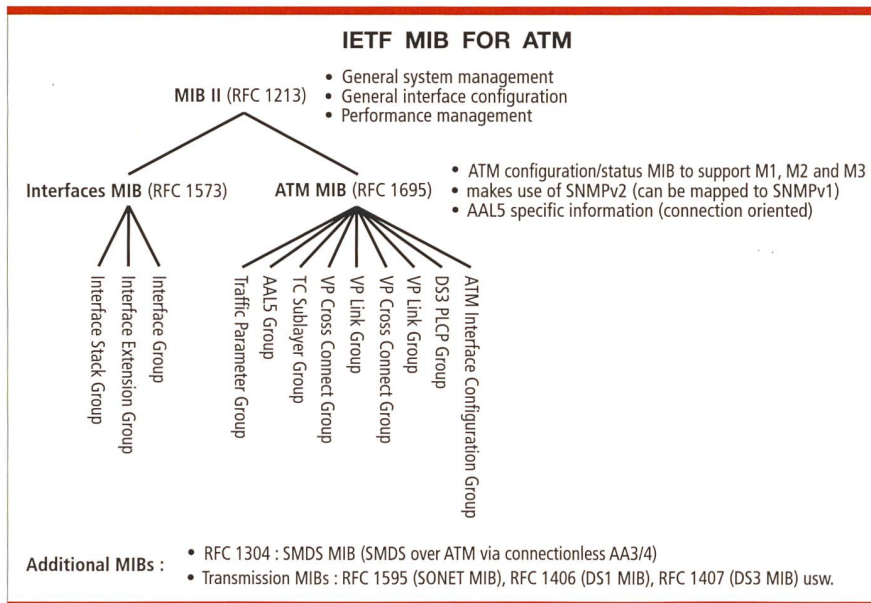 IETF MIB FOR ATM
MIB II (RFC 1213)
• General system management
• General interface configuration
• Performance management
Interfaces MIB (RFC 1573)
ATM MIB (RFC 1695)
• ATM configuration/status MIB to support M1, M2 and M3
• makes use of SNMPv2 (can be mapped to SNMPv1)
• AAL5 specific information (connection oriented)
Interface Stack Group
Interface Extension Group
Interface Group
Traffic Parameter Group
AAL5 Group
TC Sublayer Group
VP Cross Connect Group
VP Link Group
VP Cross Connect Group
VP Link Group
DS3 PLCP Group
ATM Interface Configuration Group
Additional MIBs :
• RFC 1304 : SMDS MIB (SMDS over ATM via connectionless AA3/4)
• Transmission MIBs : RFC 1595 (SONET MIB), RFC 1406 (DS1 MIB), RFC 1407 (DS3 MIB) usw.